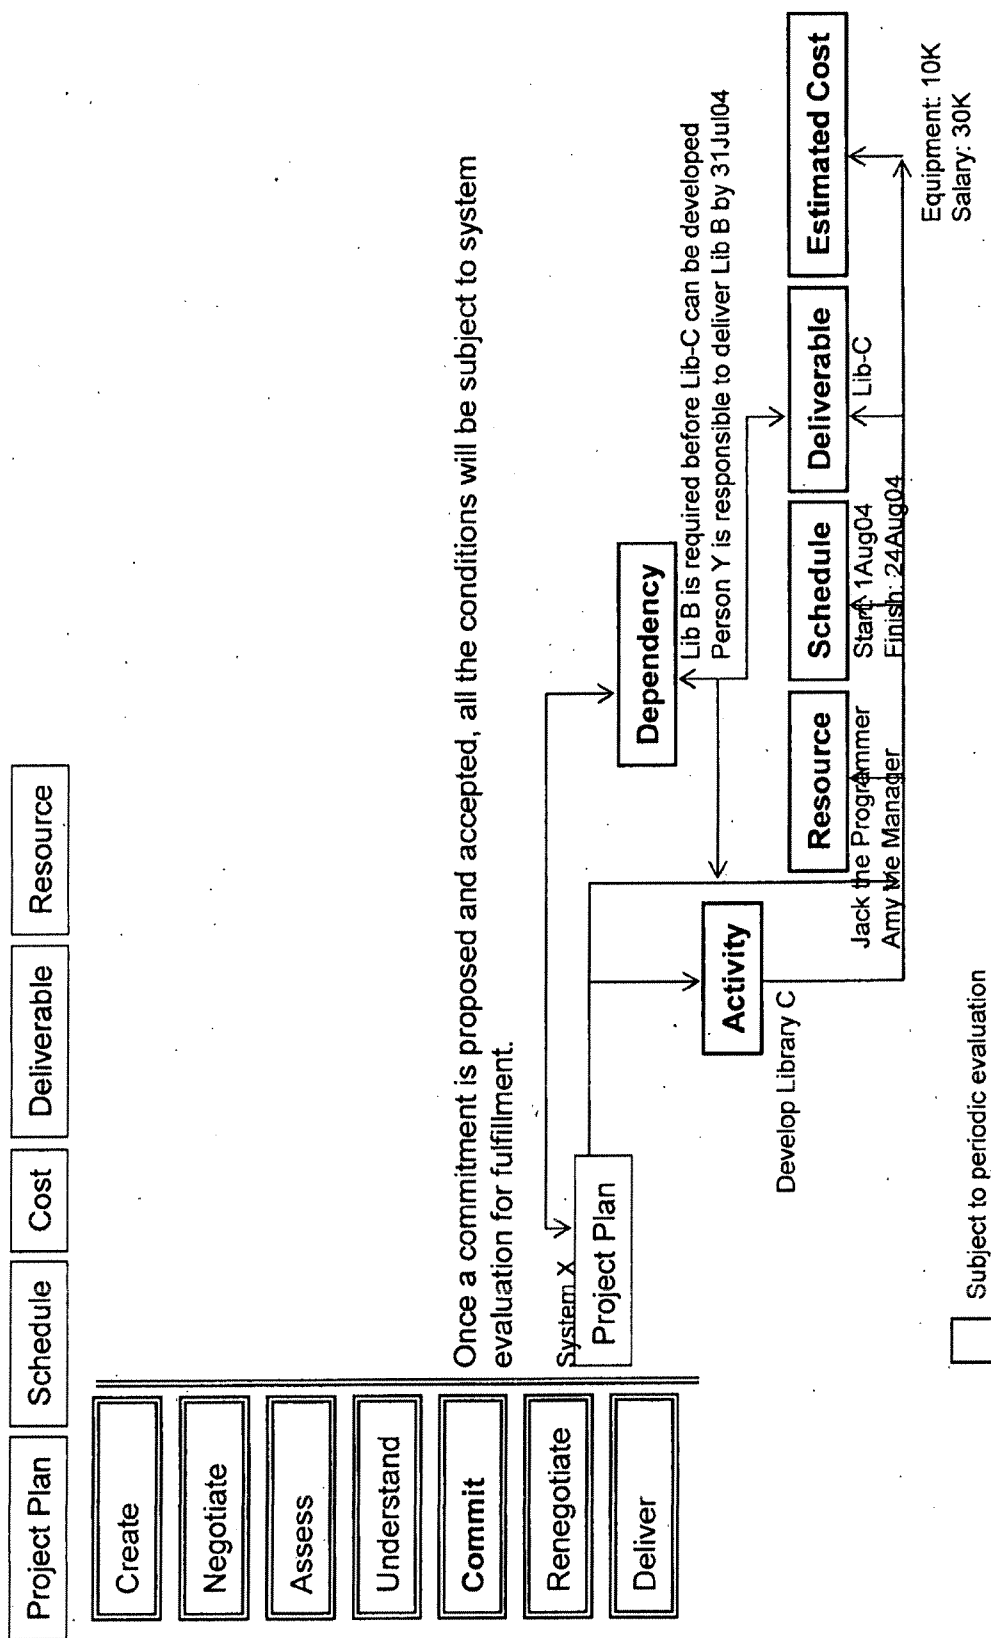 Project Plan
Schedule
Cost
Deliverable
Resource
Create
Negotiate
Assess
Understand
Commit
Renegotiate
Deliver
Once a commitment is proposed and accepted, all the conditions will be subject to system
evaluation for fulfillment.
System X
Project Plan
Dependency
Lib B is required before Lib-C can be developed
Person Y is responsible to deliver Lib B by 31Jul04
Activity
Develop Library C
Resource
Jack the Programmer
Amy Me Manager
Schedule
Start: 1Aug04
Finish: 24Aug04
Deliverable
Lib-C
Estimated Cost
Equipment: 10K
Salary: 30K
Subject to periodic evaluation